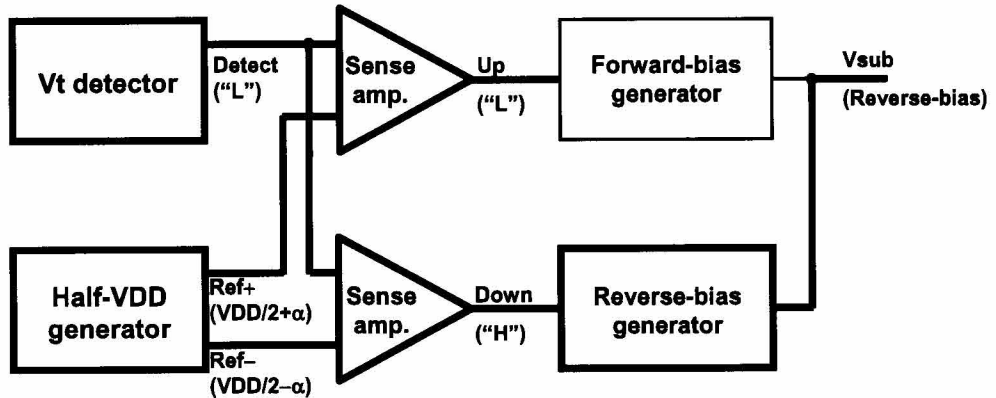 Vt detector
Detect
(“L”)
Sense
amp.
Up
(“L”)
Forward-bias
generator
Vsub
(Reverse-bias)
Half-VDD
generator
Ref+
(VDD/2+α)
Ref−
(VDD/2−α)
Sense
amp.
Down
(“H”)
Reverse-bias
generator